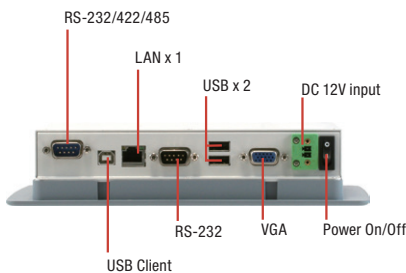 RS-232/422/485
LAN x 1
USB x 2
DC 12V input
RS-232
VGA
Power On/Off
USB Client